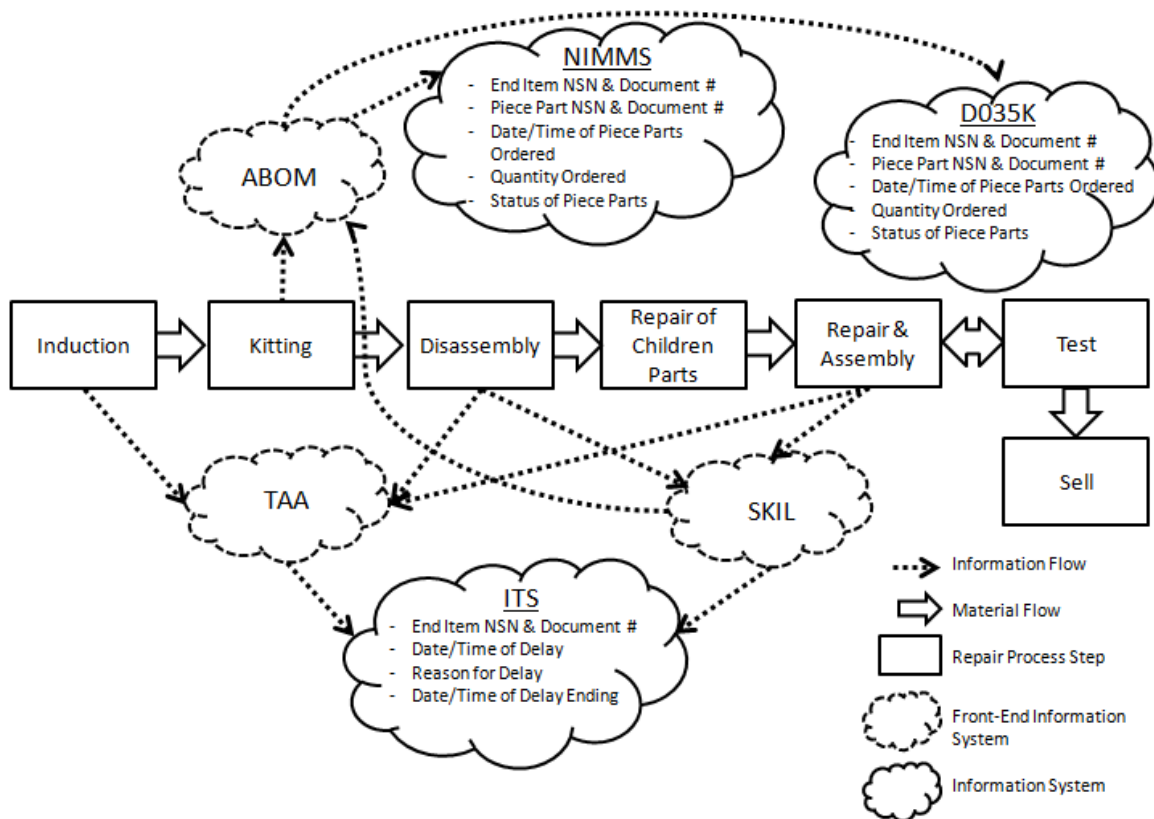 NIMMS
- End Item NSN & Document #
- Piece Part NSN & Document #
- Date/Time of Piece Parts
Ordered
- Quantity Ordered
- Status of Piece Parts
D035K
- End Item NSN & Document #
- Piece Part NSN & Document #
- Date/Time of Piece Parts Ordered
- Quantity Ordered
- Status of Piece Parts
ABOM
Induction
Kitting
Disassembly
Repair of
Children
Parts
Repair &
Assembly
Test
Sell
TAA
SKIL
ITS
- End Item NSN & Document #
- Date/Time of Delay
- Reason for Delay
- Date/Time of Delay Ending
Information Flow
Material Flow
Repair Process Step
Front-End Information
System
Information System